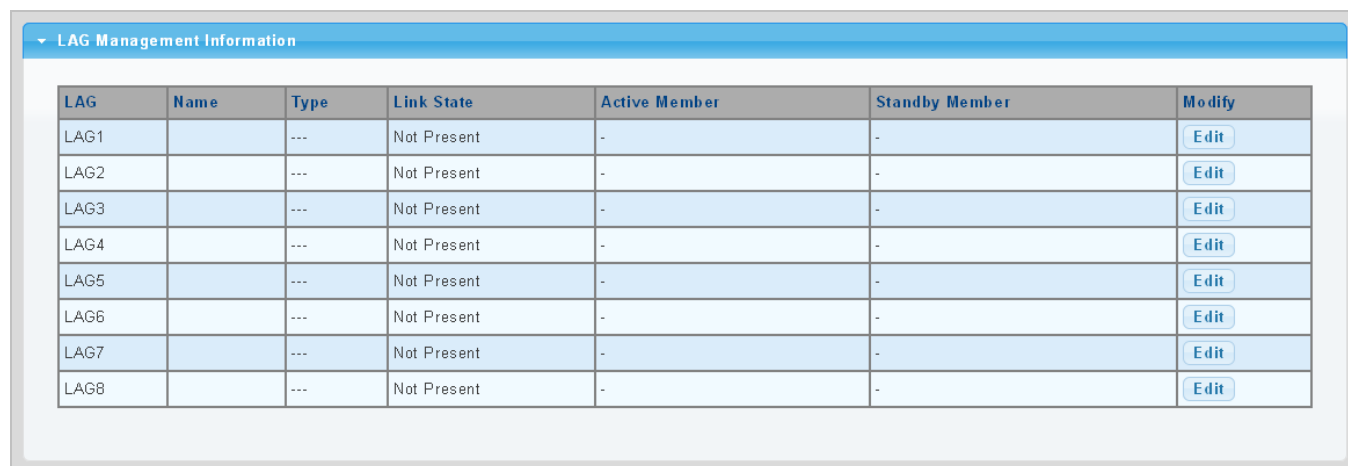 LAG Management Information
LAG Name Type Link State Active Member Standby Member Modify
LAG1 --- Not Present - - Edit
LAG2 --- Not Present - - Edit
LAG3 --- Not Present - - Edit
LAG4 --- Not Present - - Edit
LAG5 --- Not Present - - Edit
LAG6 --- Not Present - - Edit
LAG7 --- Not Present - - Edit
LAG8 --- Not Present - - Edit